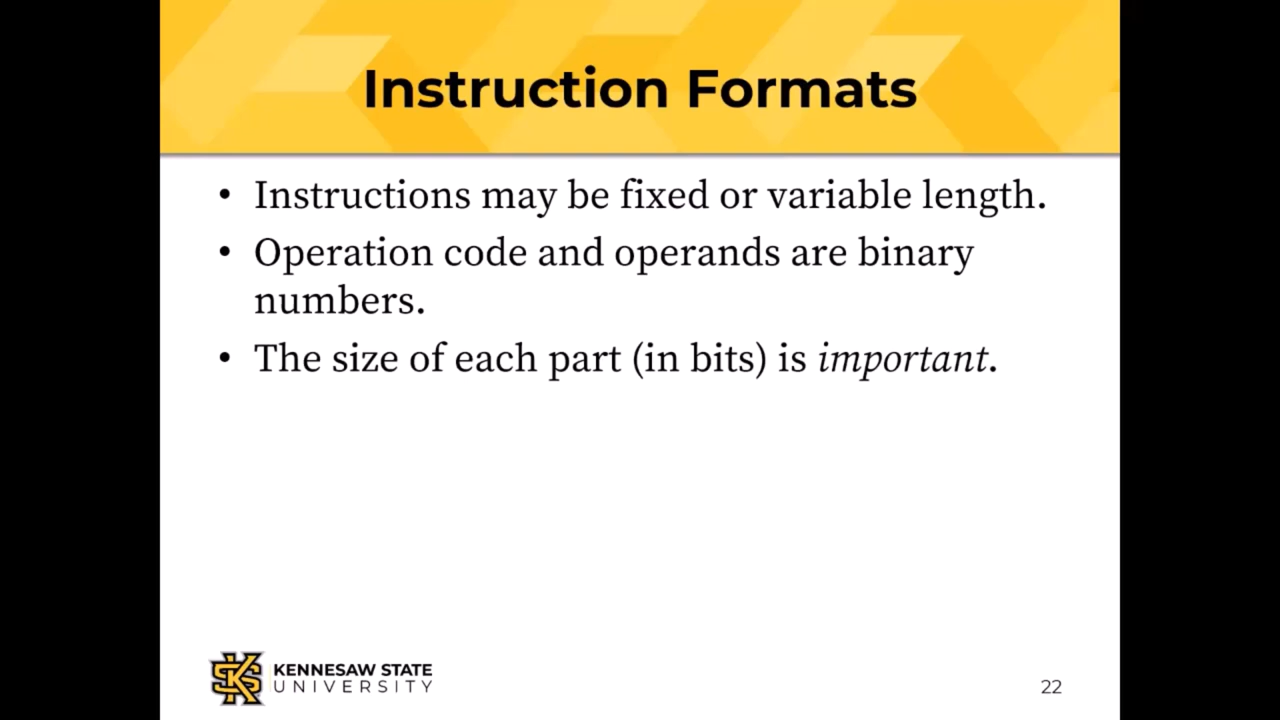 Instruction Formats
• Instructions may be fixed or variable length.
• Operation code and operands are binary
numbers.
• The size of each part (in bits) is important.
KENNESAW STATE
UNIVERSITY
22